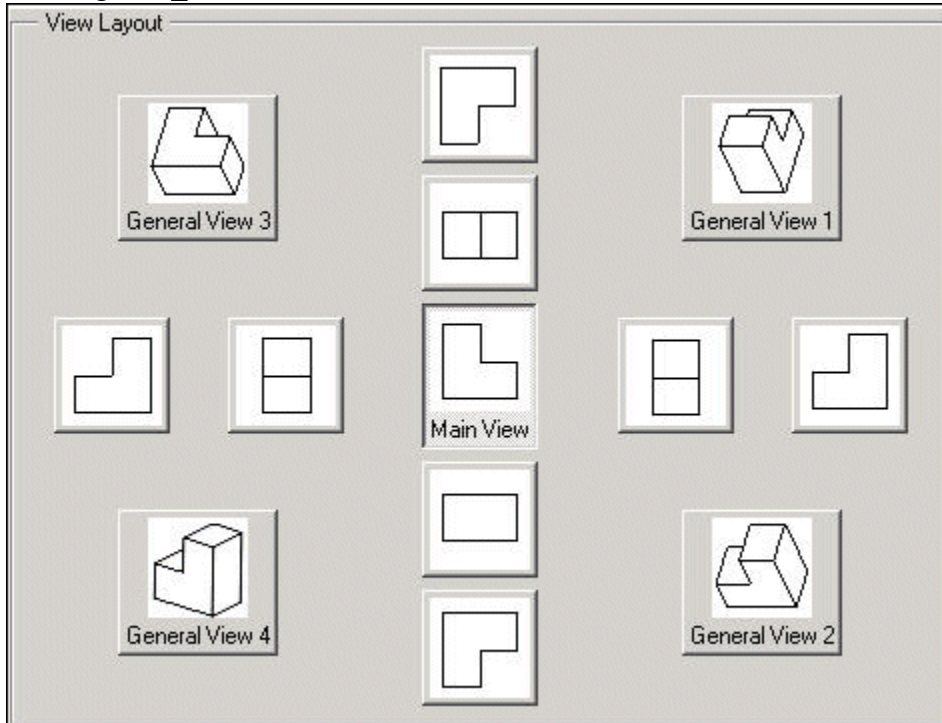 View Layout
General View 3
General View 1
Main View
General View 4
General View 2